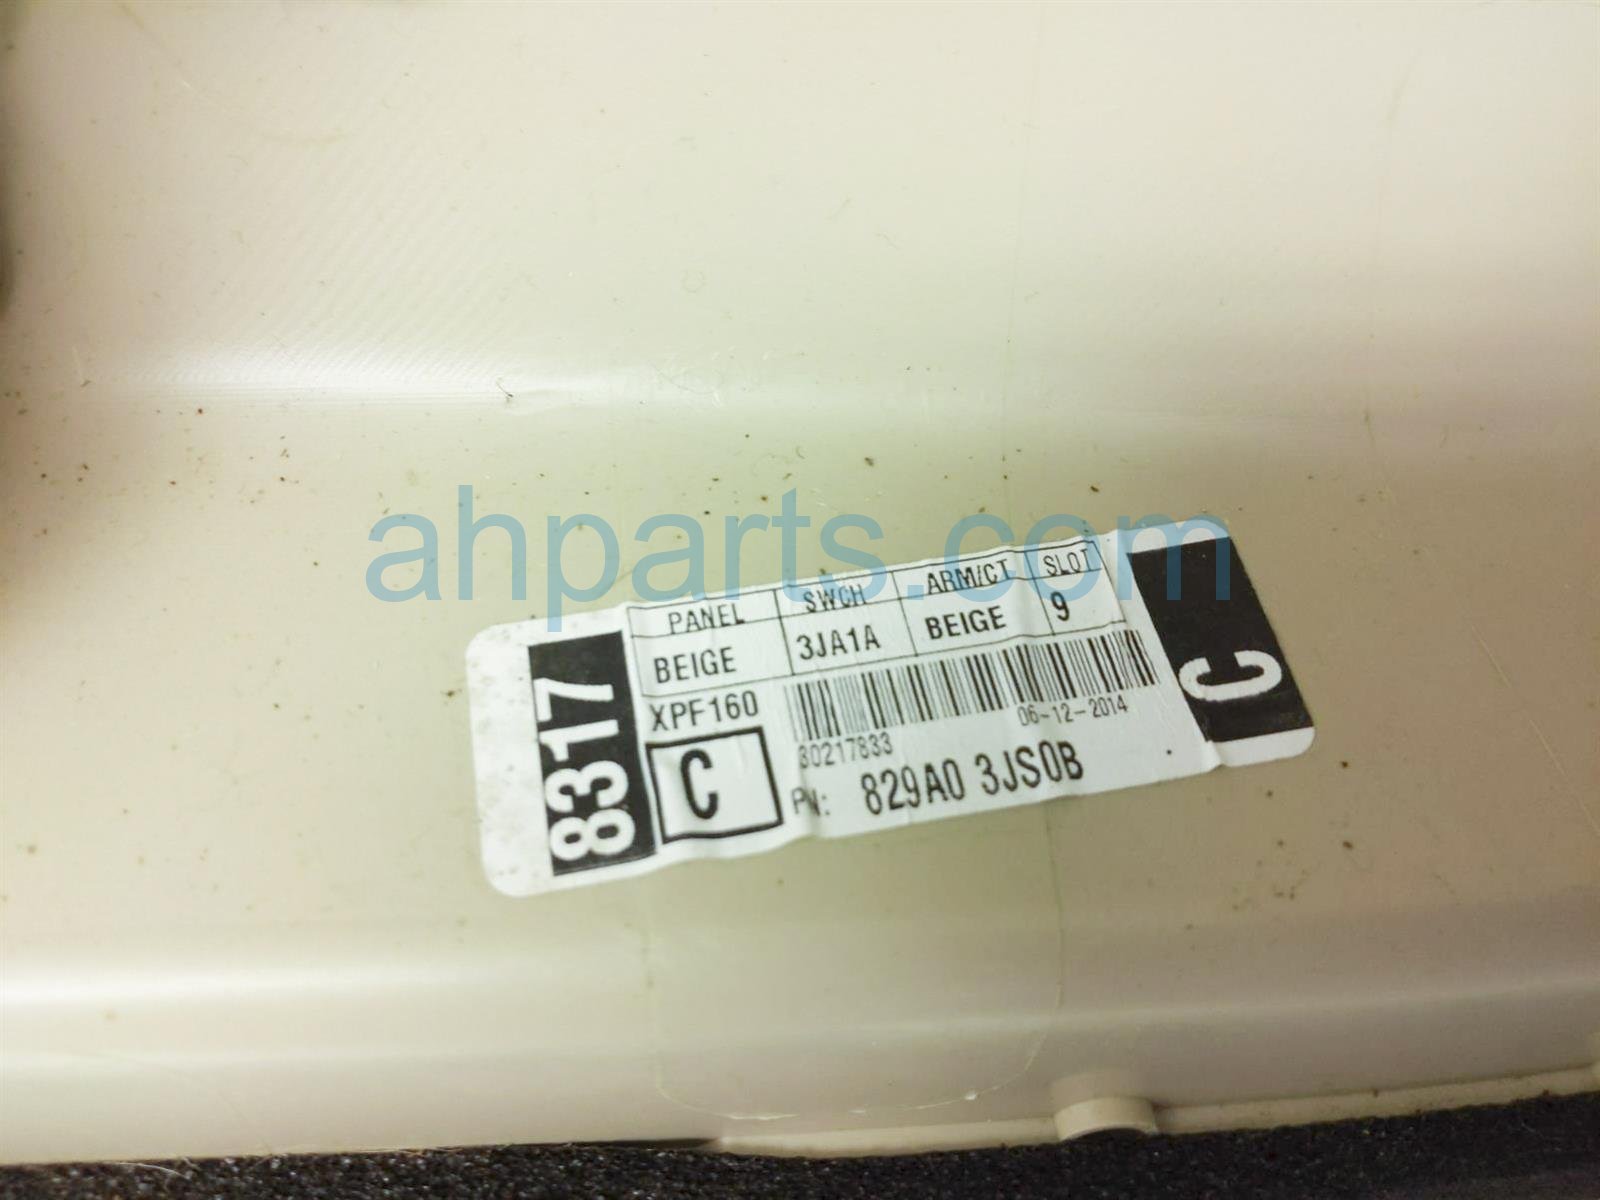 ahparts.com
8317
PANEL SWCH ARM/CT SLOT
BEIGE 3JA1A BEIGE 9
XPF160
C
30217833 06-12-2014
PN: 829A0 3JS0B
C